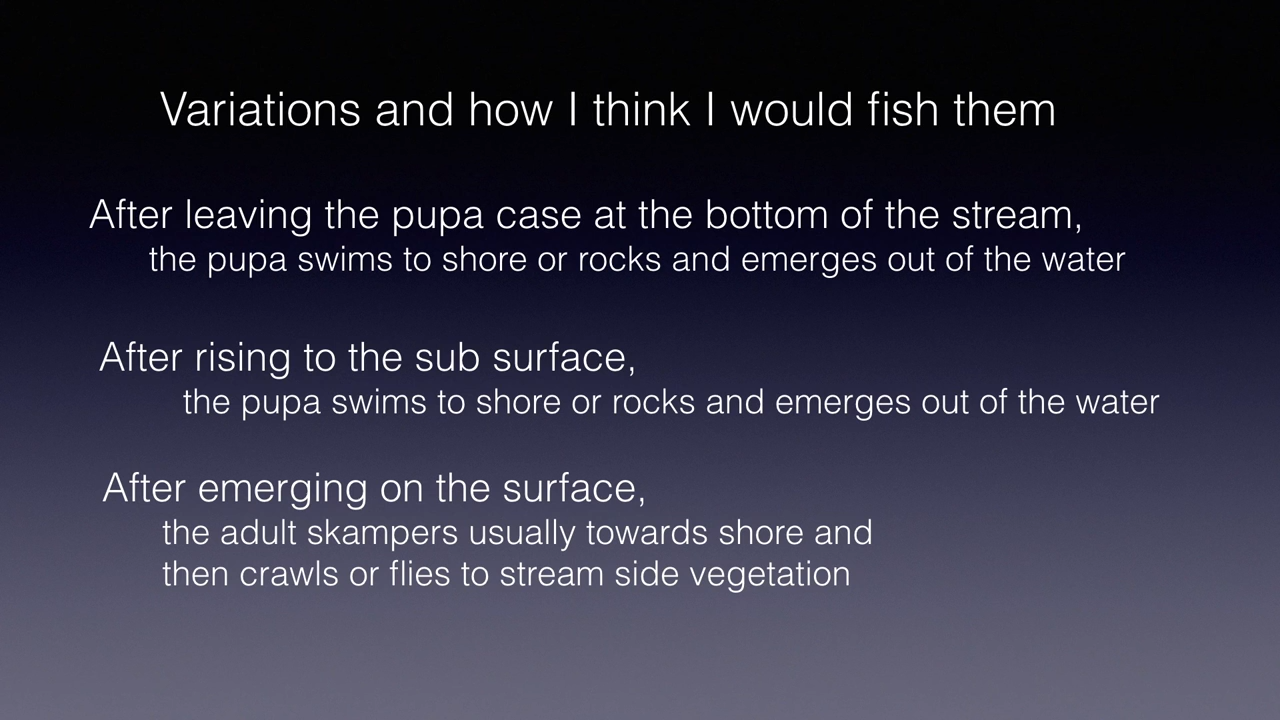 Variations and how I think I would fish them
After leaving the pupa case at the bottom of the stream,
the pupa swims to shore or rocks and emerges out of the water
After rising to the sub surface,
the pupa swims to shore or rocks and emerges out of the water
After emerging on the surface,
the adult skampers usually towards shore and
then crawls or flies to stream side vegetation